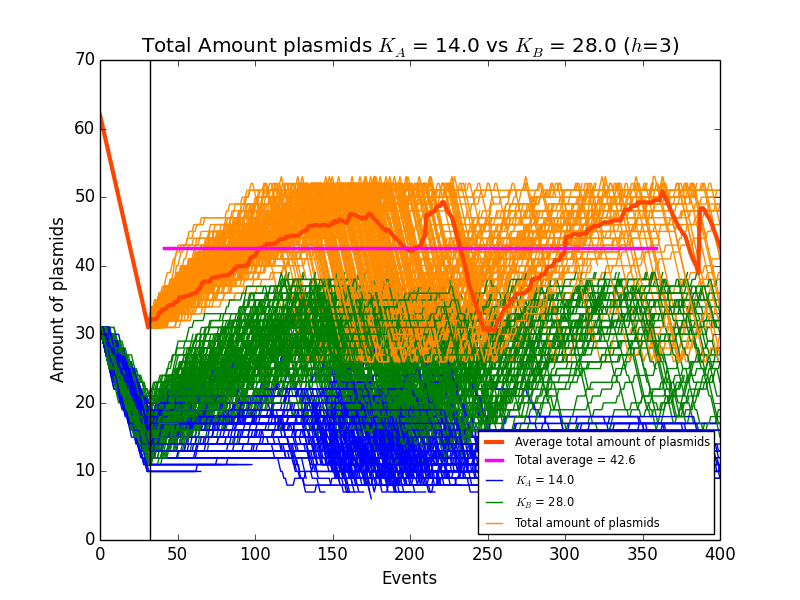 Total Amount plasmids K_A = 14.0 vs K_B = 28.0 (h=3)
70
60
50
40
30
20
10
0
Amount of plasmids
Average total amount of plasmids
Total average = 42.6
K_A = 14.0
K_B = 28.0
Total amount of plasmids
0 50 100 150 200 250 300 350 400
Events